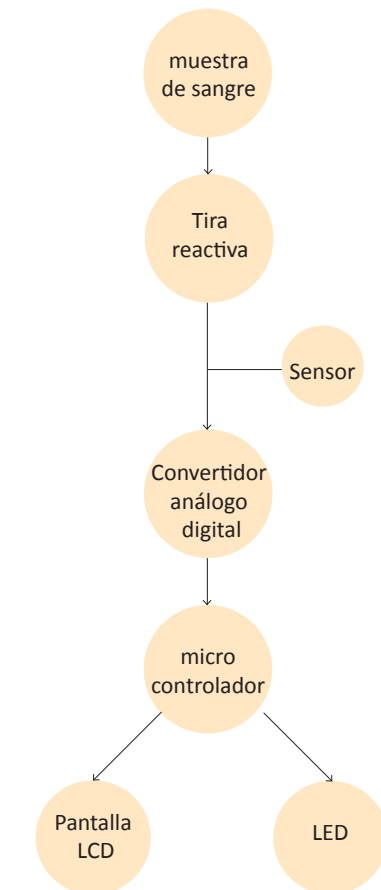 muestra
de sangre
Tira
reactiva
Sensor
Convertidor
análogo
digital
micro
controlador
Pantalla
LCD
LED